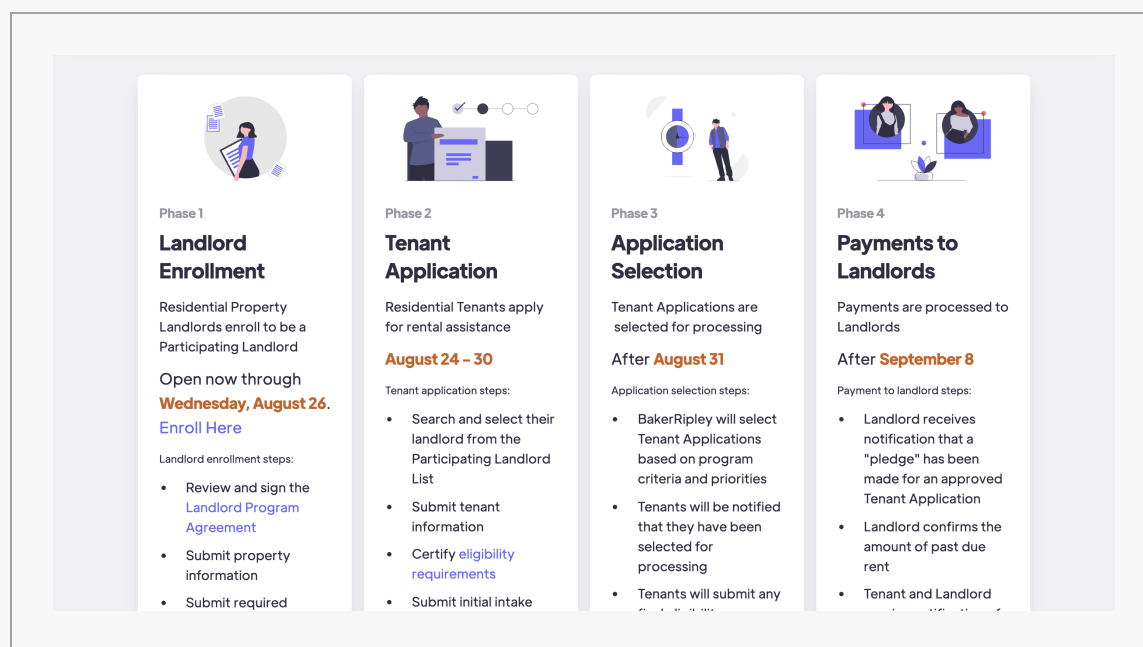 Phase 1
Landlord
Enrollment
Residential Property
Landlords enroll to be a
Participating Landlord
Open now through
Wednesday, August 26.
Enroll Here
Landlord enrollment steps:
• Review and sign the
Landlord Program
Agreement
• Submit property
information
• Submit required
Phase 2
Tenant
Application
Residential Tenants apply
for rental assistance
August 24 – 30
Tenant application steps:
• Search and select their
landlord from the
Participating Landlord
List
• Submit tenant
information
• Certify eligibility
requirements
• Submit initial intake
Phase 3
Application
Selection
Tenant Applications are
selected for processing
After August 31
Application selection steps:
• BakerRipley will select
Tenant Applications
based on program
criteria and priorities
• Tenants will be notified
that they have been
selected for
processing
• Tenants will submit any
Phase 4
Payments to
Landlords
Payments are processed to
Landlords
After September 8
Payment to landlord steps:
• Landlord receives
notification that a
"pledge" has been
made for an approved
Tenant Application
• Landlord confirms the
amount of past due
rent
• Tenant and Landlord